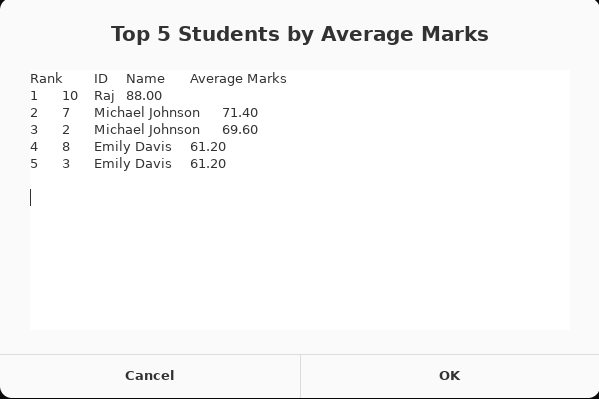 Top 5 Students by Average Marks
Rank	ID	Name	Average Marks
1	10	Raj	88.00
2	7	Michael Johnson	71.40
3	2	Michael Johnson	69.60
4	8	Emily Davis	61.20
5	3	Emily Davis	61.20
Cancel	OK